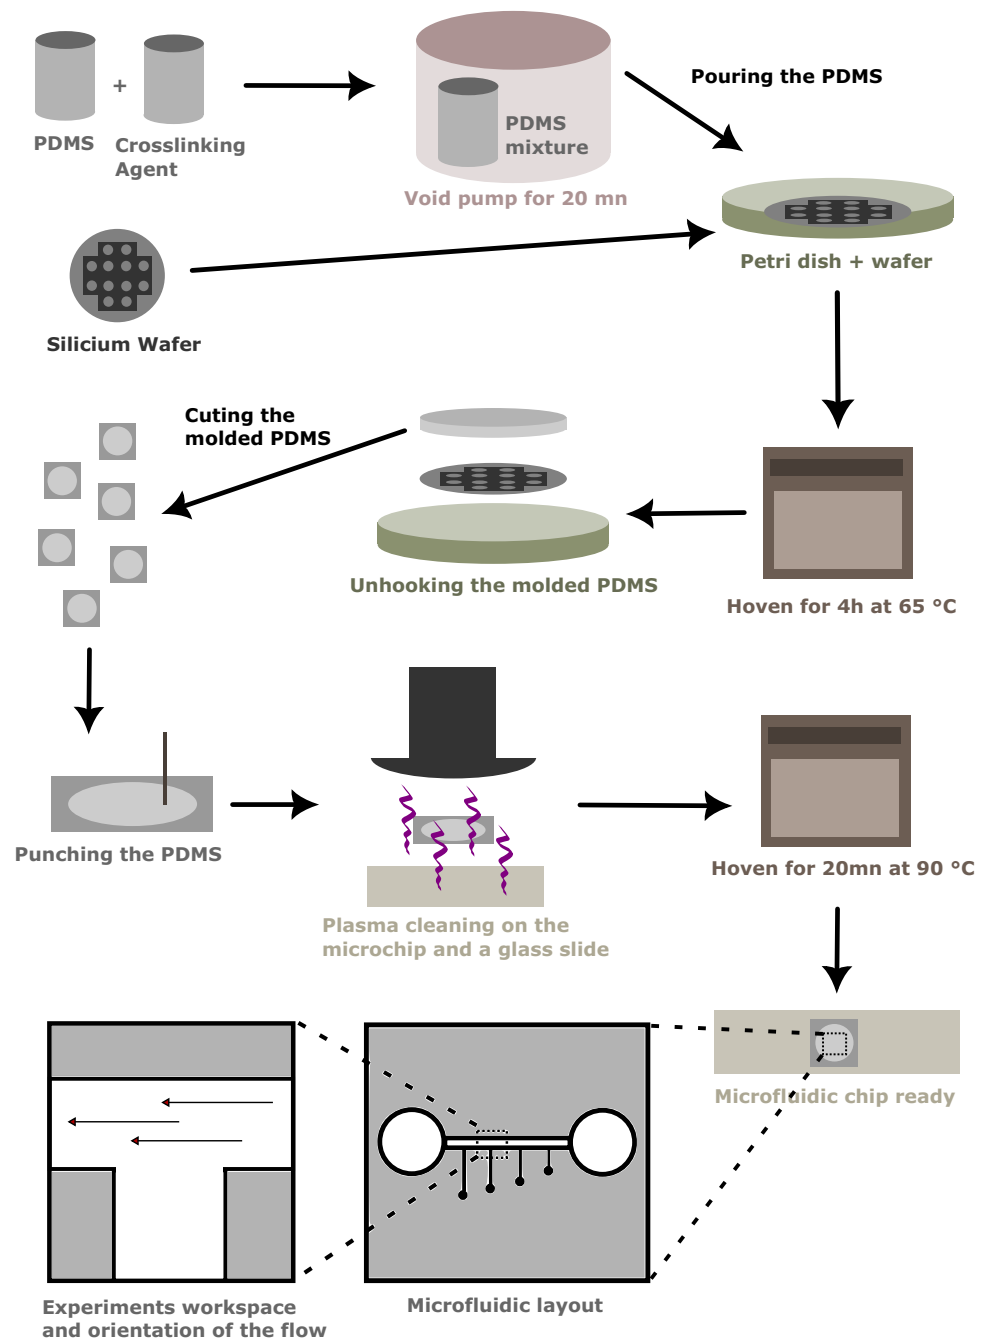 PDMS
+
Crosslinking
Agent
PDMS
mixture
Void pump for 20 mn
Pouring the PDMS
Petri dish + wafer
Silicium Wafer
Cuting the
molded PDMS
Unhooking the molded PDMS
Hoven for 4h at 65 °C
Punching the PDMS
Plasma cleaning on the
microchip and a glass slide
Hoven for 20mn at 90 °C
Microfluidic chip ready
Experiments workspace
and orientation of the flow
Microfluidic layout